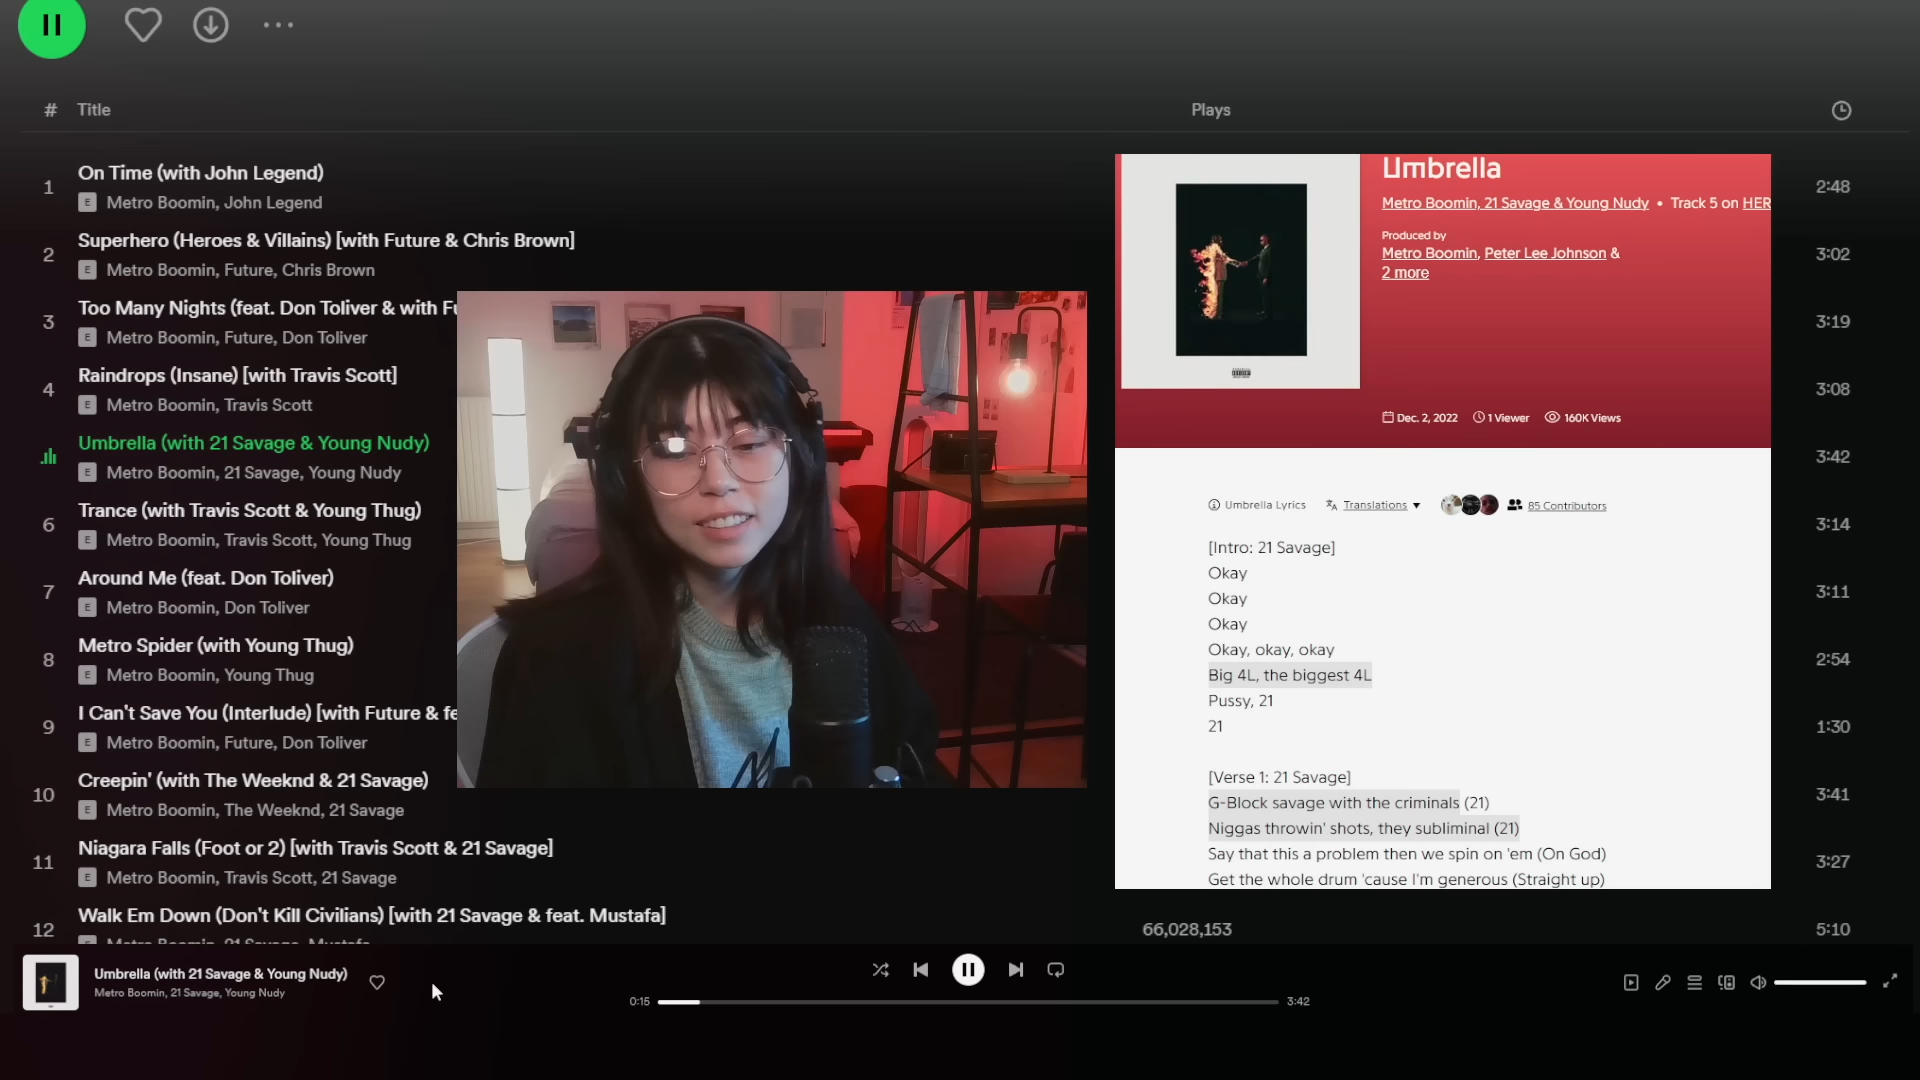 # Title Plays
1 On Time (with John Legend) 2:48
E Metro Boomin, John Legend
2 Superhero (Heroes & Villains) [with Future & Chris Brown] 3:02
E Metro Boomin, Future, Chris Brown
3 Too Many Nights (feat. Don Toliver & with Fu 3:19
E Metro Boomin, Future, Don Toliver
4 Raindrops (Insane) [with Travis Scott] 3:08
E Metro Boomin, Travis Scott
Umbrella (with 21 Savage & Young Nudy) 3:42
E Metro Boomin, 21 Savage, Young Nudy
6 Trance (with Travis Scott & Young Thug) 3:14
E Metro Boomin, Travis Scott, Young Thug
7 Around Me (feat. Don Toliver) 3:11
E Metro Boomin, Don Toliver
8 Metro Spider (with Young Thug) 2:54
E Metro Boomin, Young Thug
9 I Can't Save You (Interlude) [with Future & fe 1:30
E Metro Boomin, Future, Don Toliver
10 Creepin' (with The Weeknd & 21 Savage) 3:41
E Metro Boomin, The Weeknd, 21 Savage
11 Niagara Falls (Foot or 2) [with Travis Scott & 21 Savage] 3:27
E Metro Boomin, Travis Scott, 21 Savage
12 Walk Em Down (Don't Kill Civilians) [with 21 Savage & feat. Mustafa] 66,028,153 5:10
Metro Boomin, 21 Savage, Mustafa
Umbrella
Metro Boomin, 21 Savage & Young Nudy • Track 5 on HER
Produced by
Metro Boomin, Peter Lee Johnson &
2 more
Dec. 2, 2022 1 Viewer 160K Views
Umbrella Lyrics Translations 85 Contributors
[Intro: 21 Savage]
Okay
Okay
Okay
Okay, okay, okay
Big 4L, the biggest 4L
Pussy, 21
21
[Verse 1: 21 Savage]
G-Block savage with the criminals (21)
Niggas throwin' shots, they subliminal (21)
Say that this a problem then we spin on 'em (On God)
Get the whole drum 'cause I'm generous (Straight up)
Umbrella (with 21 Savage & Young Nudy)
Metro Boomin, 21 Savage, Young Nudy
0:15 3:42